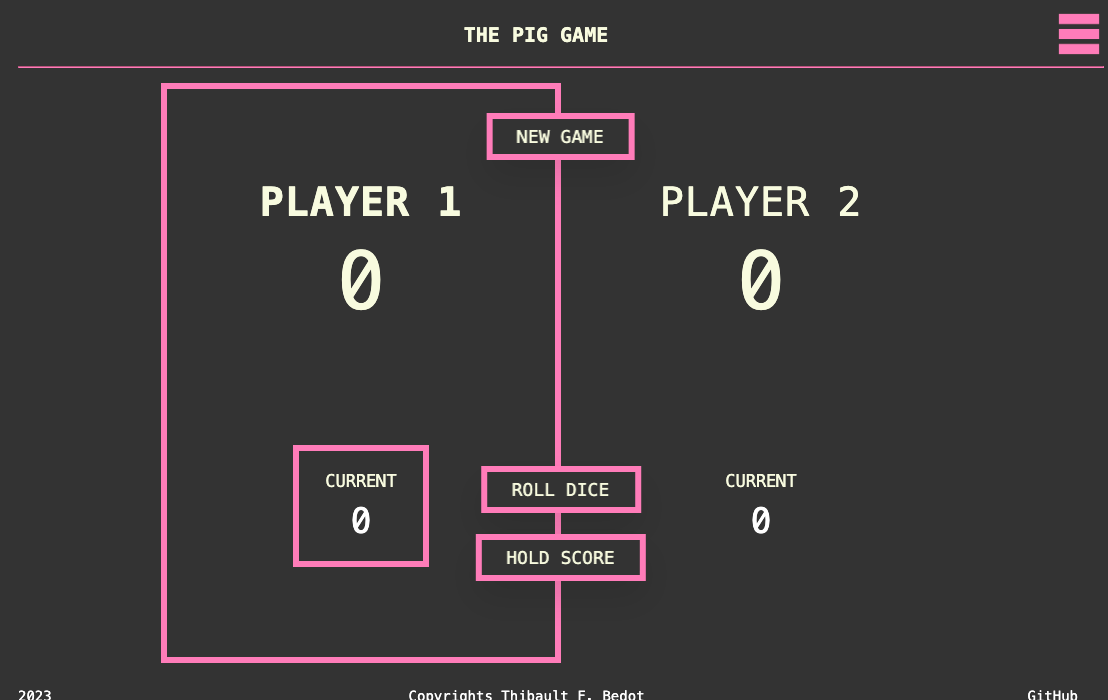 THE PIG GAME
NEW GAME
PLAYER 1
0
PLAYER 2
0
CURRENT
0
ROLL DICE
HOLD SCORE
CURRENT
0
2023
Copyrights Thibault F. Bedot
GitHub